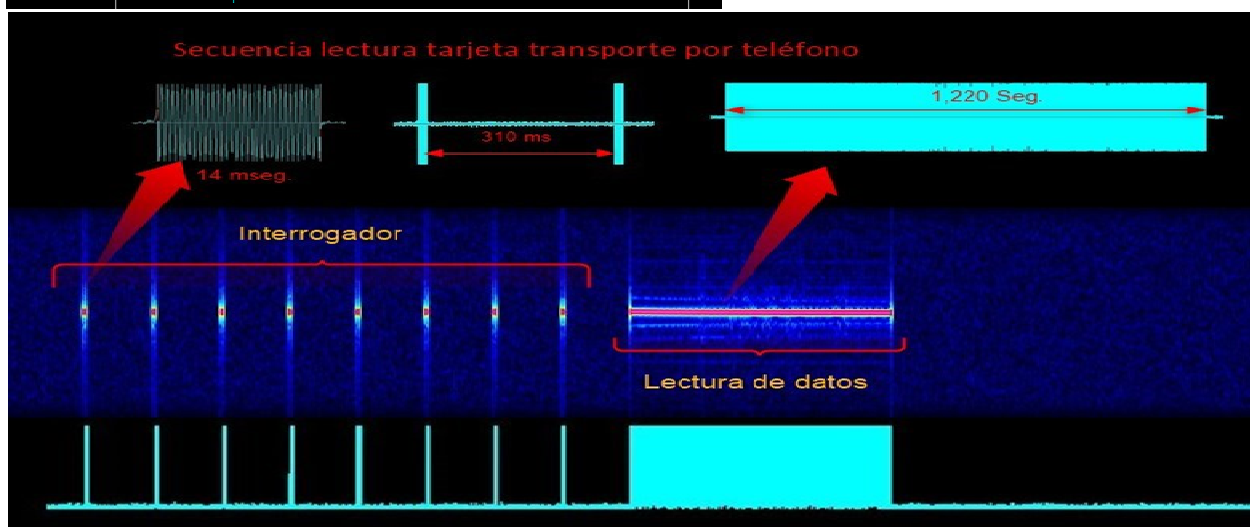 Secuencia lectura tarjeta transporte por teléfono
1,220 Seg.
310 ms
14 mseg.
Interrogador
Lectura de datos